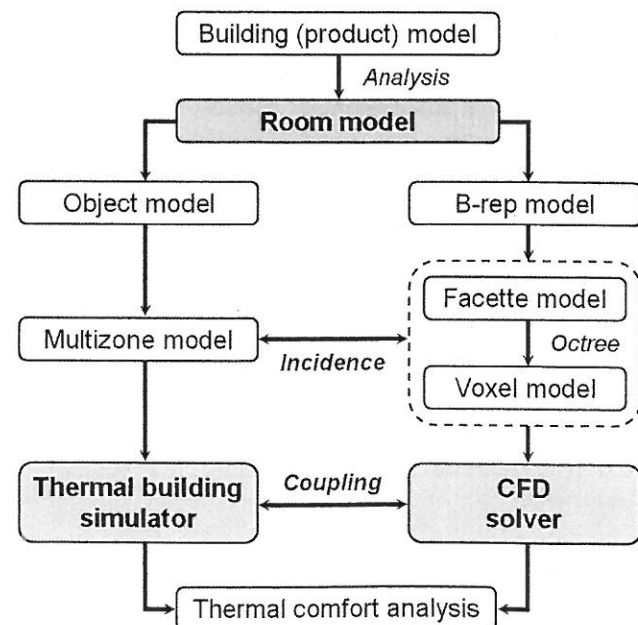 Building (product) model
Analysis
Room model
Object model
B-rep model
Facette model
Multizone model
Incidence
Octree
Voxel model
Thermal building
simulator
Coupling
CFD
solver
Thermal comfort analysis